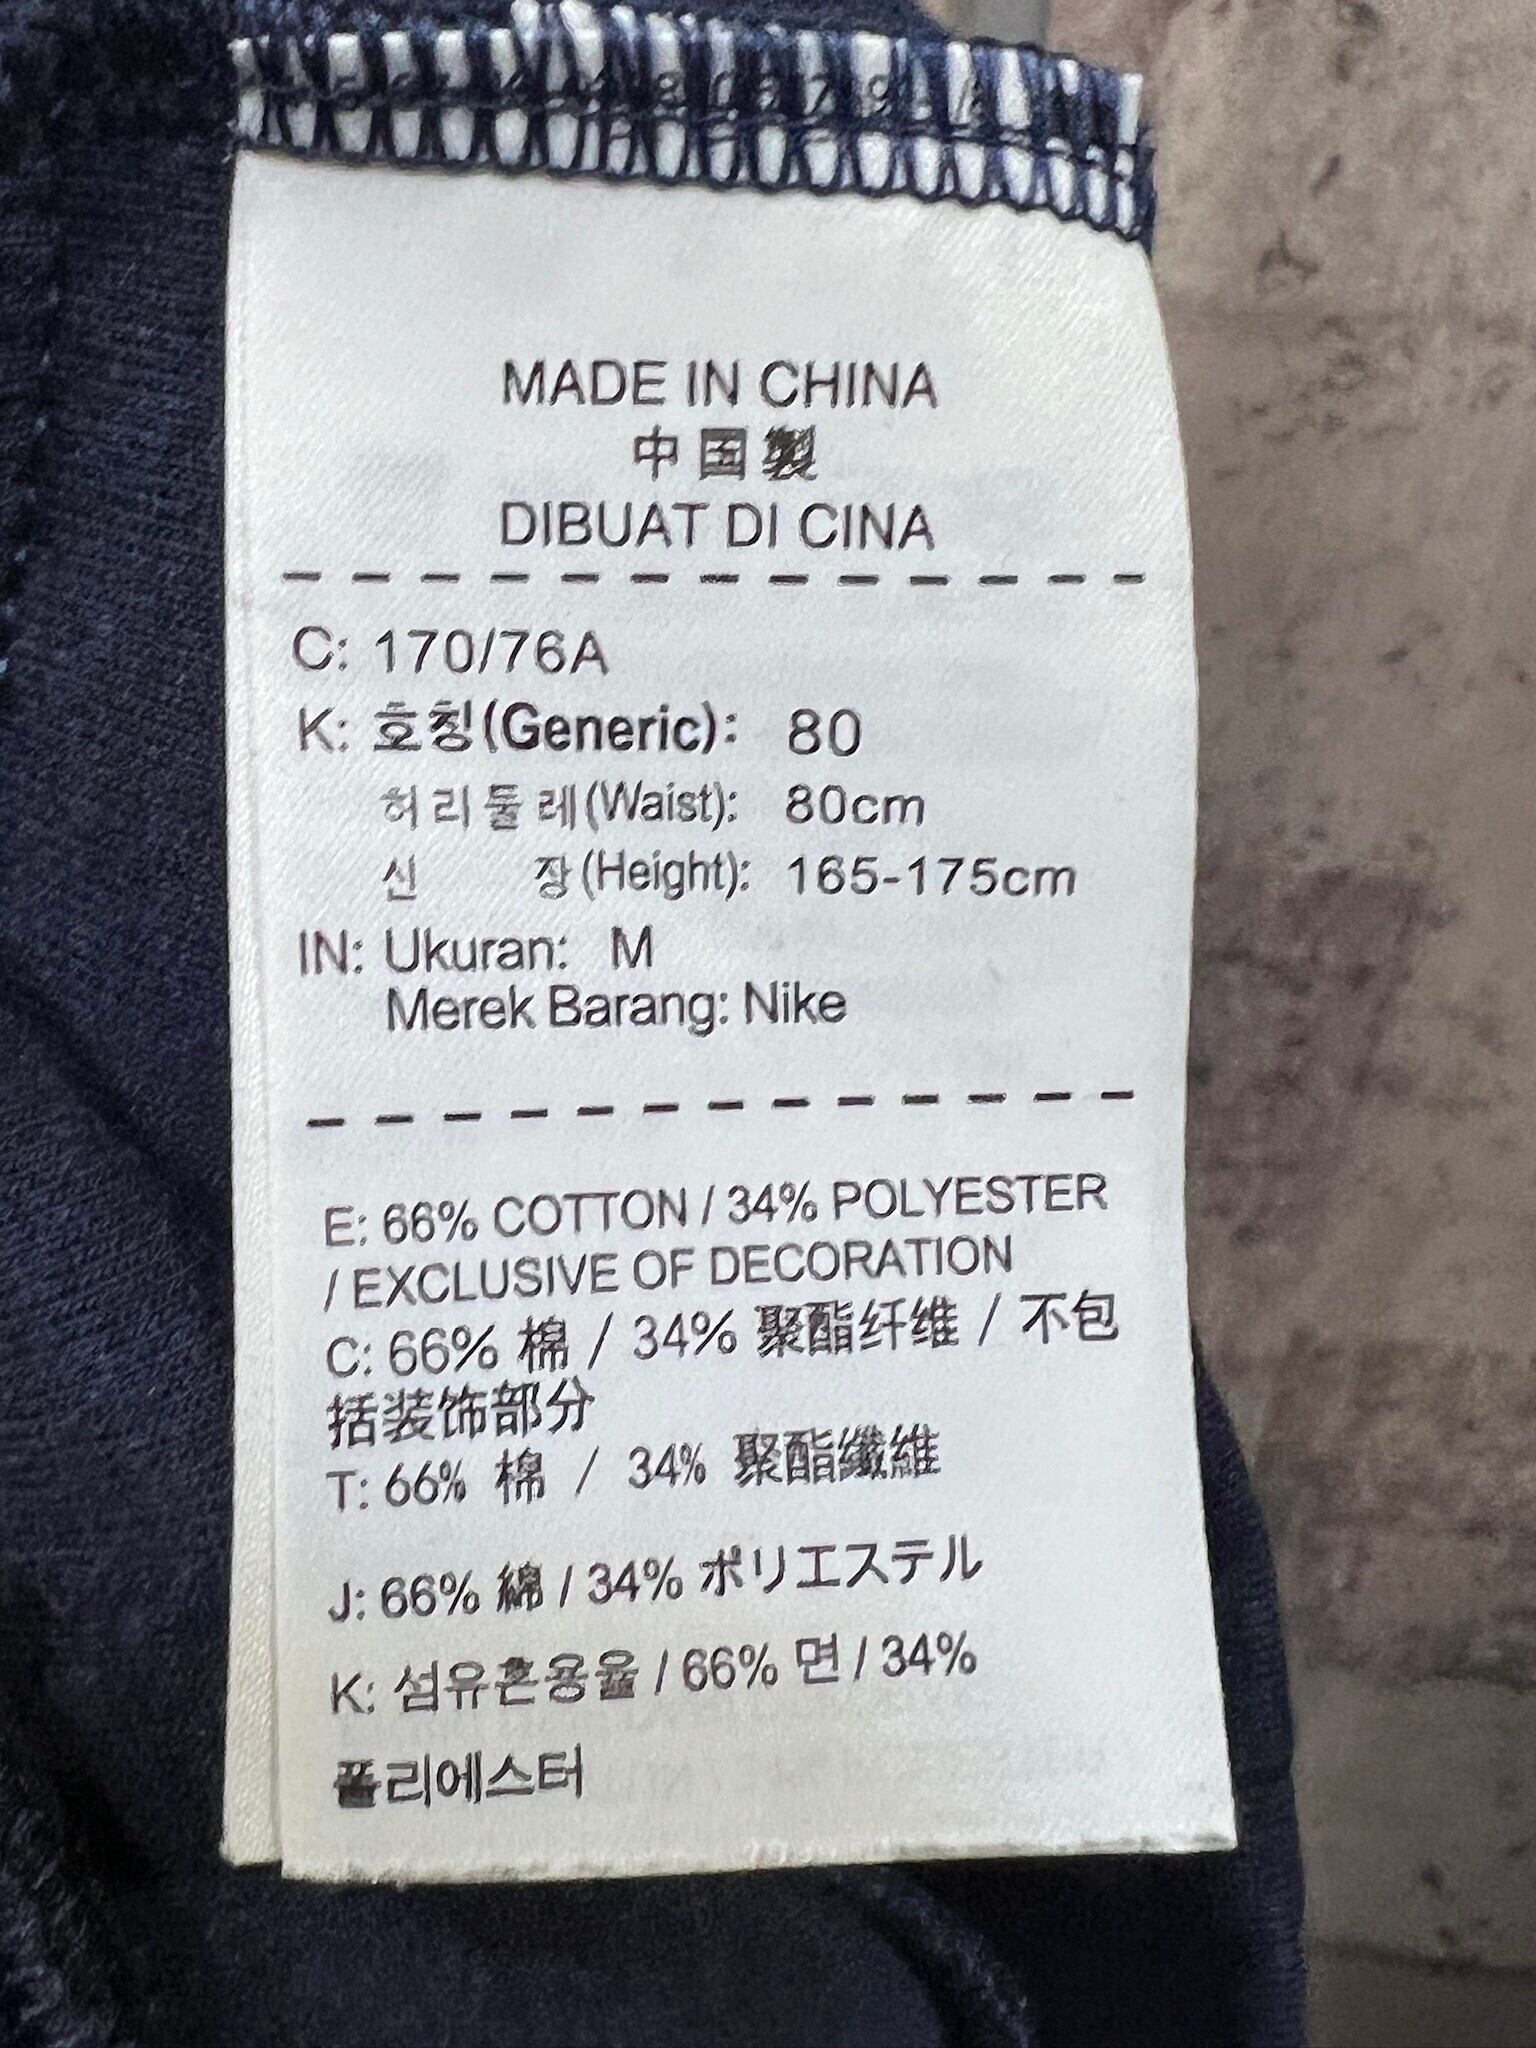 MADE IN CHINA
中国製
DIBUAT DI CINA
C: 170/76A
K: 호칭(Generic): 80
허리둘레(Waist): 80cm
신 장(Height): 165-175cm
IN: Ukuran: M
Merek Barang: Nike
E: 66% COTTON / 34% POLYESTER
/ EXCLUSIVE OF DECORATION
C: 66% 棉 / 34% 聚酯纤维 / 不包
括装饰部分
T: 66% 棉 / 34% 聚酯纖維
J: 66% 綿 / 34% ポリエステル
K: 섬유혼용율 / 66% 면 / 34%
폴리에스터